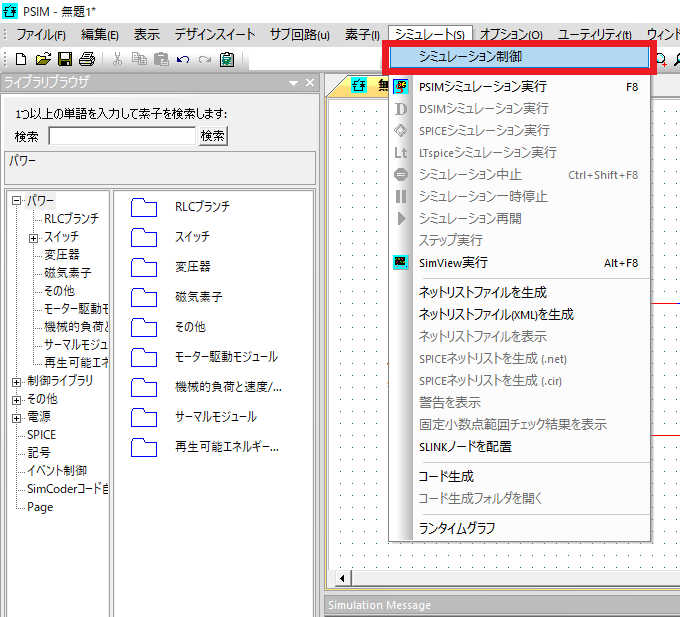 PSIM - 無題1*
ファイル(F) 編集(E) 表示 デザインスイート サブ回路(u) 素子(l) シミュレート(S) オプション(O) ユーティリティ(t) ウィンド
ライブラリブラウザ
1つ以上の単語を入力して素子を検索します:
検索 検索
パワー
パワー
RLCブランチ
スイッチ
変圧器
磁気素子
その他
モーター駆動モ
機械的負荷と
サーマルモジュ
再生可能エネ
制御ライブラリ
その他
電源
SPICE
記号
イベント制御
SimCoderコード自
Page
RLCブランチ
スイッチ
変圧器
磁気素子
その他
モーター駆動モジュール
機械的負荷と速度/...
サーマルモジュール
再生可能エネルギー...
無
シミュレーション制御
PSIMシミュレーション実行 F8
DSIMシミュレーション実行
SPICEシミュレーション実行
LTspiceシミュレーション実行
シミュレーション中止 Ctrl+Shift+F8
シミュレーション一時停止
シミュレーション再開
ステップ実行
SimView実行 Alt+F8
ネットリストファイルを生成
ネットリストファイル(XML)を生成
ネットリストファイルを表示
SPICEネットリストを生成 (.net)
SPICEネットリストを生成 (.cir)
警告を表示
固定小数点範囲チェック結果を表示
SLINKノードを配置
コード生成
コード生成フォルダを開く
ランタイムグラフ
Simulation Message